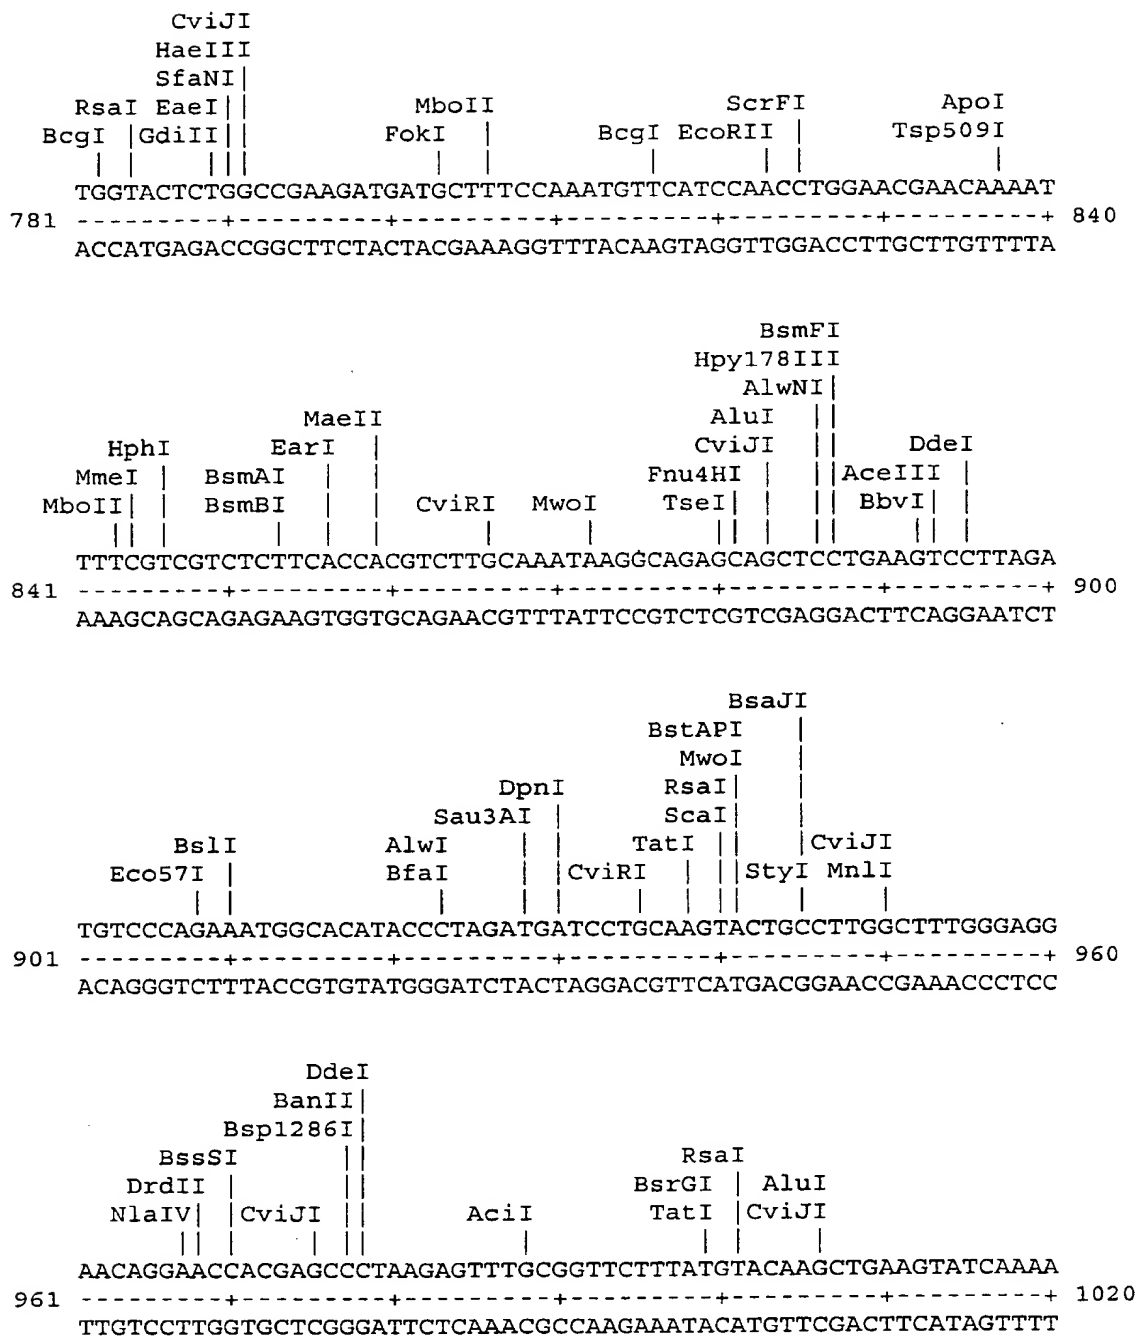 CviJI
HaeIII
SfaNI
RsaI EaeI MboII ScrFI ApoI
BcgI GdiII FokI BcgI EcoRII Tsp509I
TGGTACTCTGGCCGAAGATGATGCTTTCCAAATGTTCATCCAACCTGGAACGAACAAAAT
781 ---------+---------+---------+---------+---------+---------+ 840
ACCATGAGACCGGCTTCTACTACGAAAGGTTTACAAGTAGGTTGGACCTTGCTTGTTTTA
BsmFI
Hpy178III
AlwNI
MaeII AluI
HphI EarI CviJI DdeI
MmeI BsmAI Fnu4HI AceIII
MboII BsmBI CviRI MwoI TseI BbvI
TTTCGTCGTCTCTTCACCACGTCTTGCAAATAAGGCAGAGCAGCTCCTGAAGTCCTTAGA
841 ---------+---------+---------+---------+---------+---------+ 900
AAAGCAGCAGAGAAGTGGTGCAGAACGTTTATTCCGTCTCGTCGAGGACTTCAGGAATCT
BsaJI
BstAPI
MwoI
DpnI RsaI
Sau3AI ScaI
BslI AlwI TatI CviJI
Eco57I BfaI CviRI StyI MnlI
TGTCCCAGAAATGGCACATACCCTAGATGATCCTGCAAGTACTGCCTTGGCTTTGGGAGG
901 ---------+---------+---------+---------+---------+---------+ 960
ACAGGGTCTTTACCGTGTATGGGATCTACTAGGACGTTCATGACGGAACCGAAACCCTCC
DdeI
BanII
Bsp1286I
BssSI RsaI
DrdII BsrGI AluI
NlaIV CviJI AciI TatI CviJI
AACAGGAACCACGAGCCCTAAGAGTTTGCGGTTCTTTATGTACAAGCTGAAGTATCAAAA
961 ---------+---------+---------+---------+---------+---------+ 1020
TTGTCCTTGGTGCTCGGGATTCTCAAACGCCAAGAAATACATGTTCGACTTCATAGTTTT